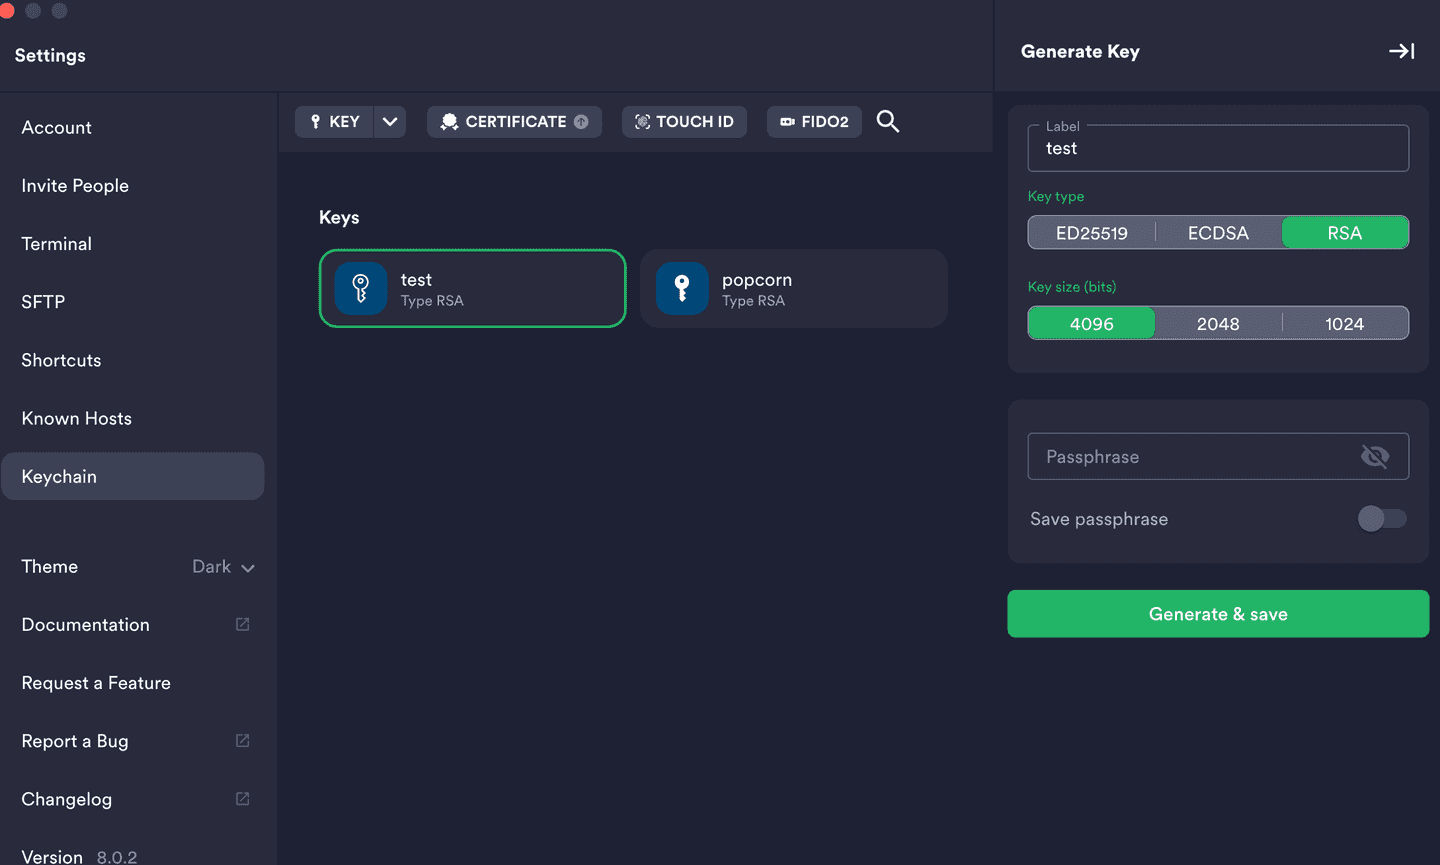 Settings
Account
Invite People
Terminal
SFTP
Shortcuts
Known Hosts
Keychain
Theme Dark
Documentation
Request a Feature
Report a Bug
Changelog
Version 8.0.2
KEY CERTIFICATE TOUCH ID FIDO2
Keys
test
Type RSA
popcorn
Type RSA
Generate Key
Label
test
Key type
ED25519 ECDSA RSA
Key size (bits)
4096 2048 1024
Passphrase
Save passphrase
Generate & save